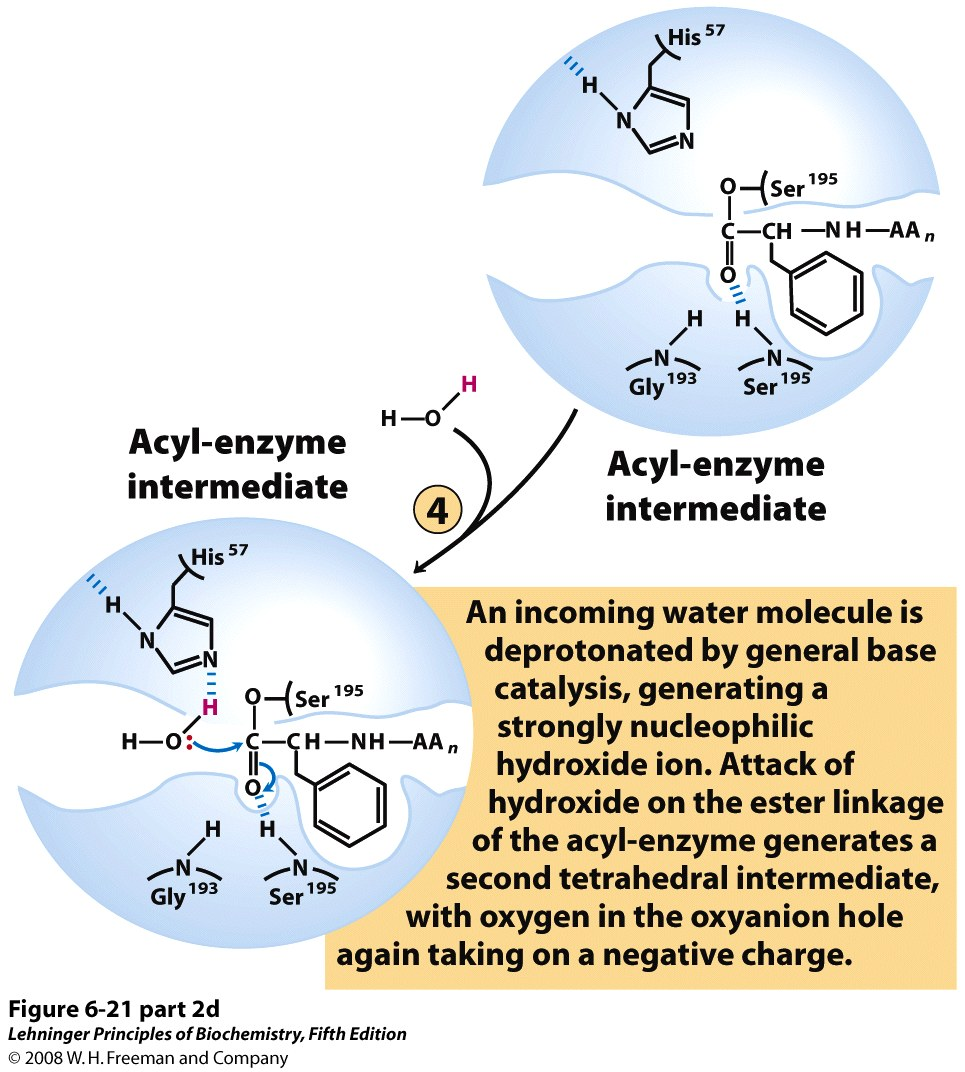 His 57
H
N
N
O—(Ser 195
C—CH—NH—AA n
O
H H
N N
Gly 193 Ser 195
H
H—O
Acyl-enzyme
intermediate
Acyl-enzyme
intermediate
4
His 57
H
N
N
H
O—(Ser 195
H—O: C—CH—NH—AA n
O
H H
N N
Gly 193 Ser 195
An incoming water molecule is
deprotonated by general base
catalysis, generating a
strongly nucleophilic
hydroxide ion. Attack of
hydroxide on the ester linkage
of the acyl-enzyme generates a
second tetrahedral intermediate,
with oxygen in the oxyanion hole
again taking on a negative charge.
Figure 6-21 part 2d
Lehninger Principles of Biochemistry, Fifth Edition
© 2008 W. H. Freeman and Company